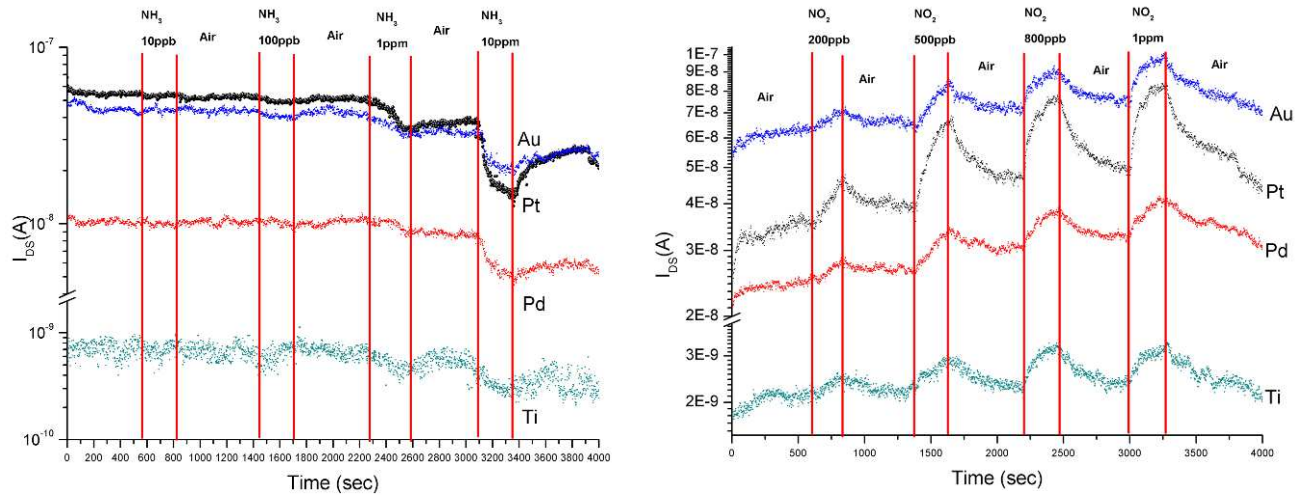 NH3 NH3 NH3 NH3
10ppb Air 100ppb Air 1ppm Air 10ppm
10^-7
10^-8
10^-9
10^-10
I_DS(A)
Au
Pt
Pd
Ti
0 200 400 600 800 1000 1200 1400 1600 1800 2000 2200 2400 2600 2800 3000 3200 3400 3600 3800 4000
Time (sec)
NO2 NO2 NO2 NO2
200ppb 500ppb 800ppb 1ppm
Air Air Air Air Air
1E-7
9E-8
8E-8
7E-8
6E-8
5E-8
4E-8
3E-8
2E-8
3E-9
2E-9
I_DS(A)
Au
Pt
Pd
Ti
0 500 1000 1500 2000 2500 3000 3500 4000
Time (sec)